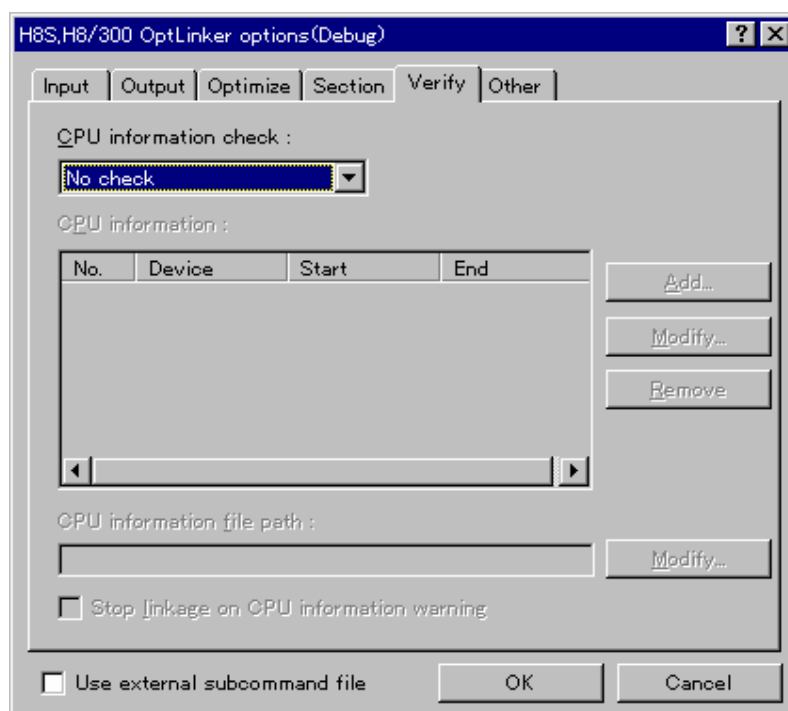 H8S,H8/300 OptLinker options(Debug)
Input Output Optimize Section Verify Other
CPU information check :
No check
CPU information :
No. Device Start End
Add...
Modify...
Remove
CPU information file path :
Modify...
Stop linkage on CPU information warning
Use external subcommand file OK Cancel